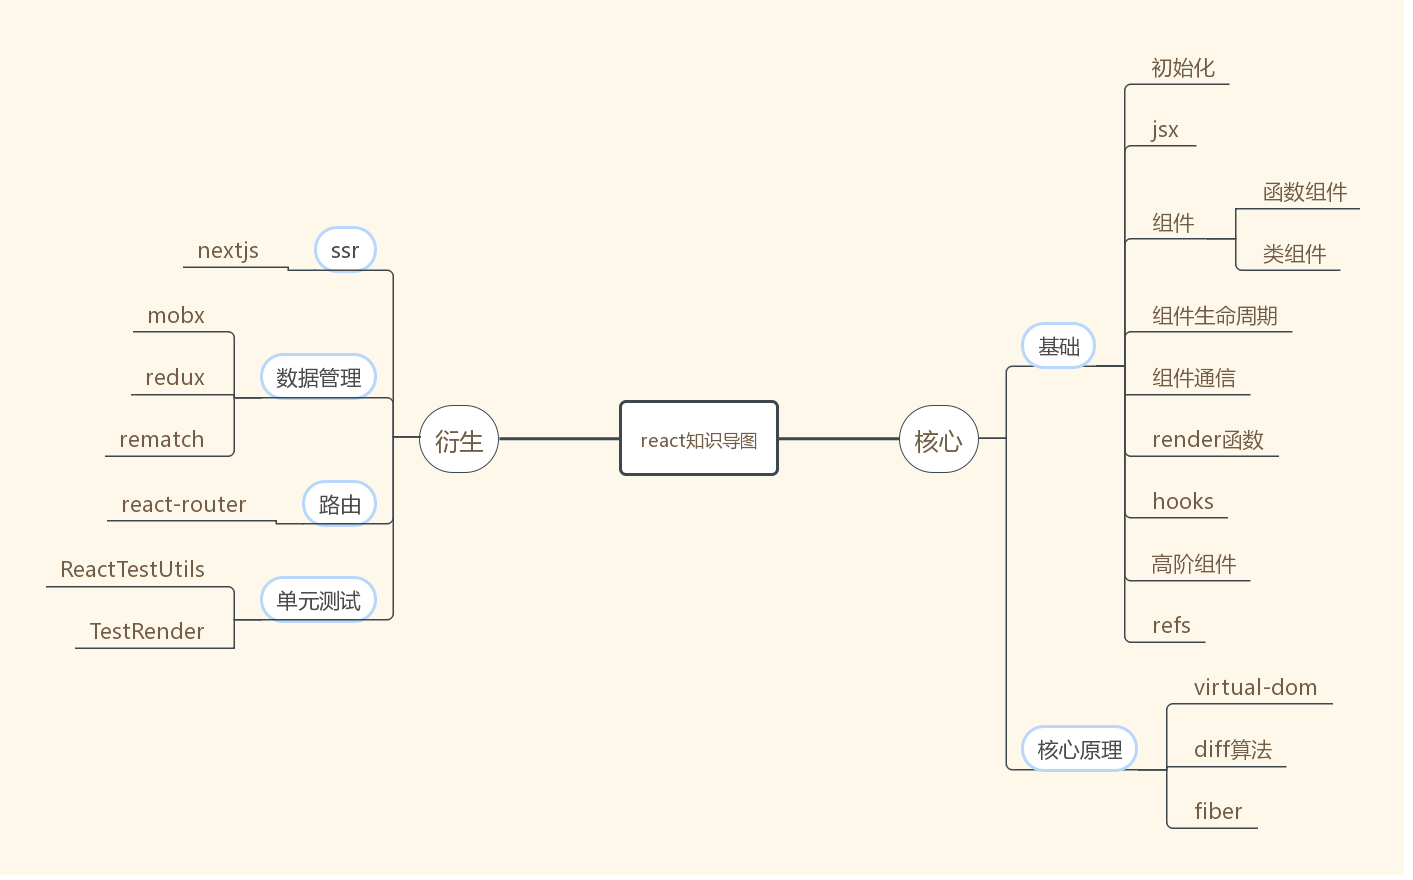 react知识导图
核心
基础
初始化
jsx
组件
函数组件
类组件
组件生命周期
组件通信
render函数
hooks
高阶组件
refs
核心原理
virtual-dom
diff算法
fiber
衍生
ssr
nextjs
数据管理
mobx
redux
rematch
路由
react-router
单元测试
ReactTestUtils
TestRender